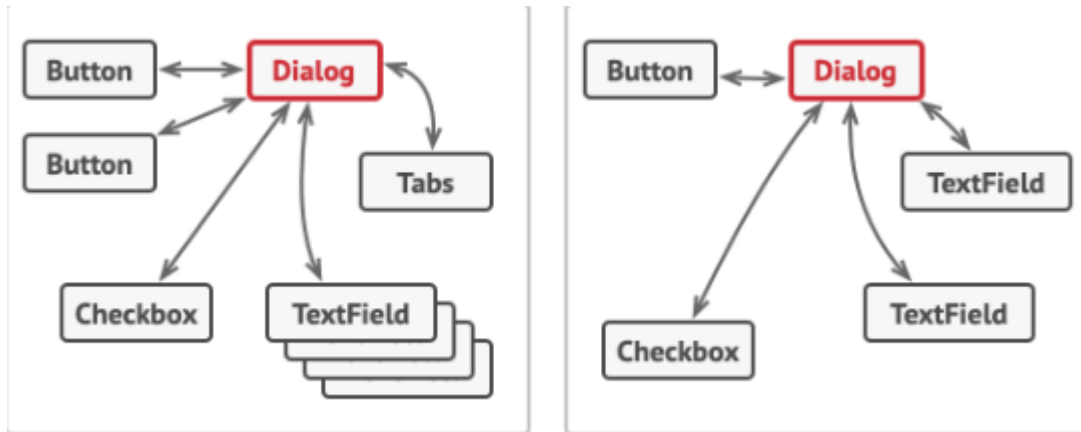 Button
Dialog
Button
Tabs
Checkbox
TextField
Button
Dialog
TextField
TextField
Checkbox